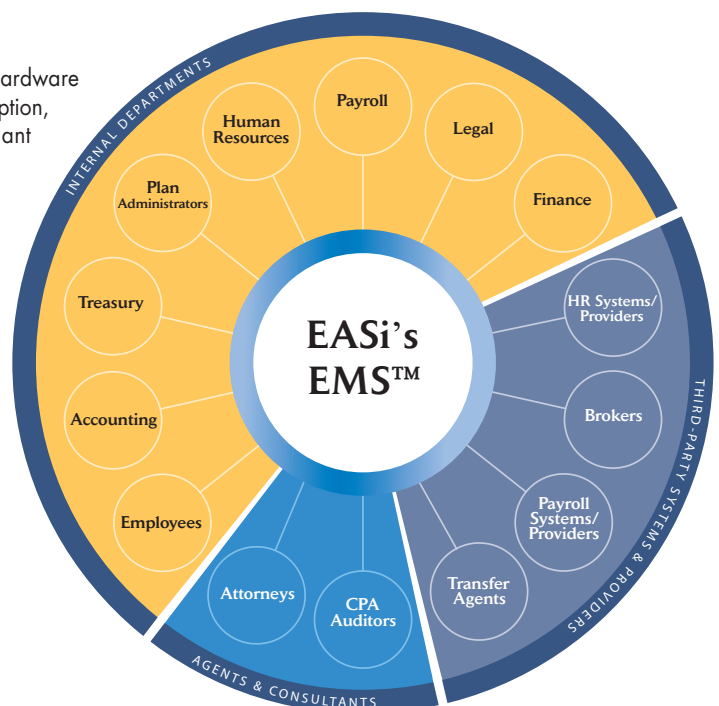 ardware
ption,
ant
INTERNAL DEPARTMENTS
Human
Resources
Payroll
Legal
Finance
Plan
Administrators
Treasury
Accounting
Employees
EASi's
EMS™
HR Systems/
Providers
Brokers
Payroll
Systems/
Providers
Transfer
Agents
THIRD-PARTY SYSTEMS & PROVIDERS
Attorneys
CPA
Auditors
AGENTS & CONSULTANTS